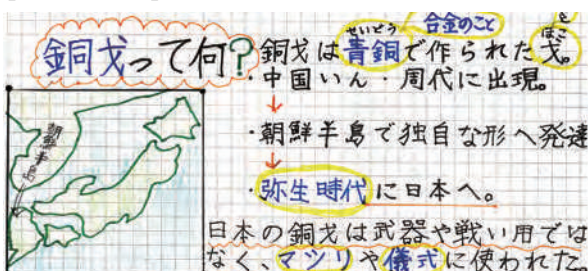 銅戈って何?
せいどう
合金のこと
を
ほこ
銅戈は青銅で作られた戈。
・中国いん・周代に出現。
↓
・朝鮮半島で独自な形へ発達
↓
・弥生時代に日本へ。
朝鮮半島
日本の銅戈は武器や戦い用では
なく、マツリや儀式に使われた。